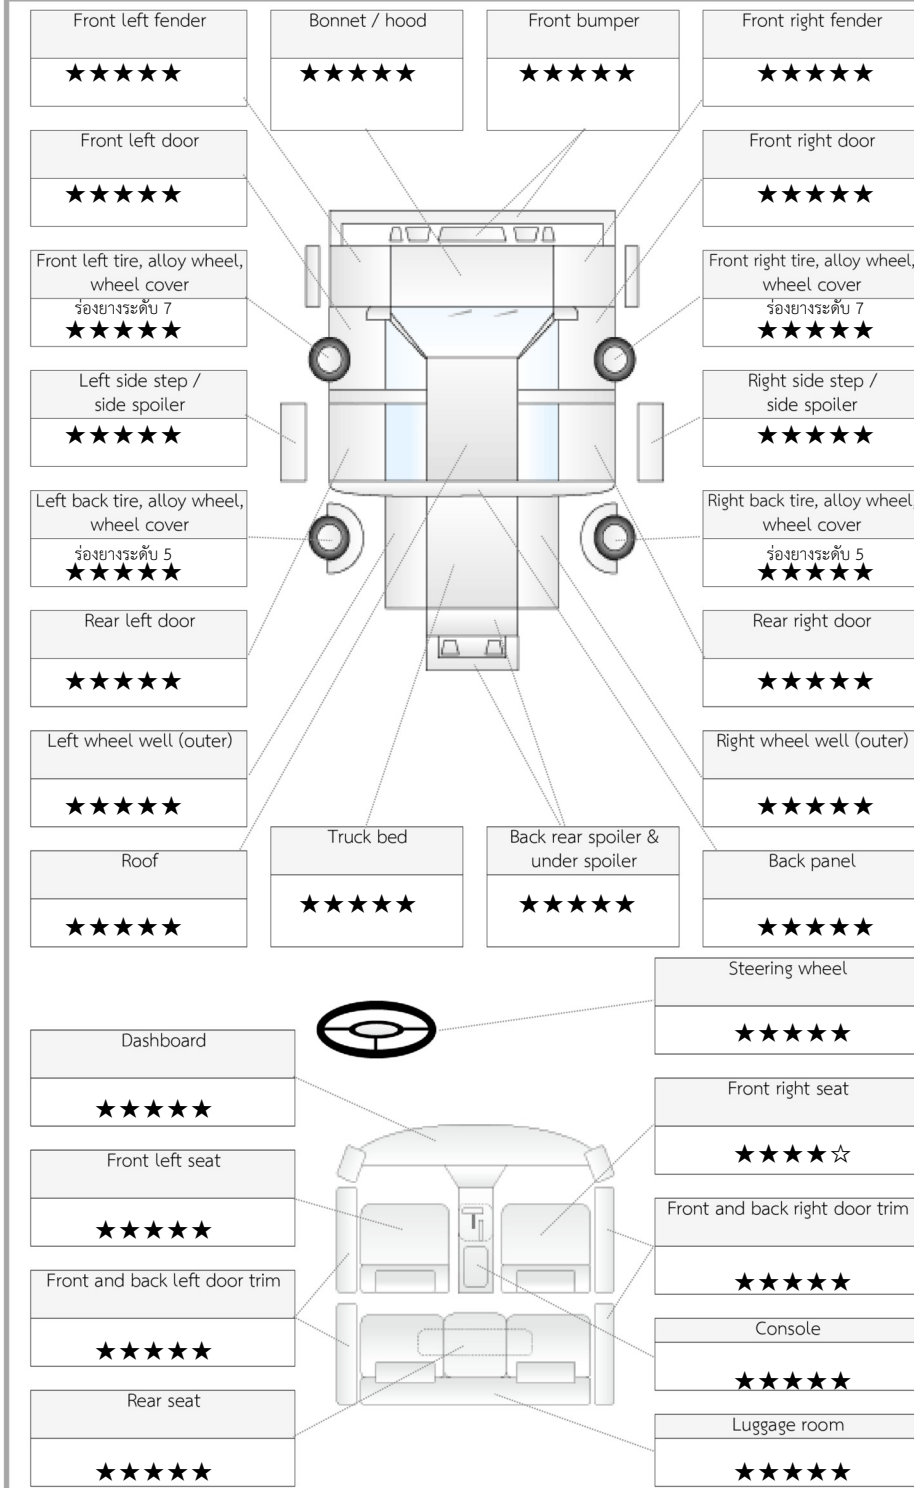 Front left fender
★★★★★
Bonnet / hood
★★★★★
Front bumper
★★★★★
Front right fender
★★★★★
Front left door
★★★★★
Front right door
★★★★★
Front left tire, alloy wheel,
wheel cover
ร่องยางระดับ 7
★★★★★
Front right tire, alloy wheel,
wheel cover
ร่องยางระดับ 7
★★★★★
Left side step /
side spoiler
★★★★★
Right side step /
side spoiler
★★★★★
Left back tire, alloy wheel,
wheel cover
ร่องยางระดับ 5
★★★★★
Right back tire, alloy wheel
wheel cover
ร่องยางระดับ 5
★★★★★
Rear left door
★★★★★
Rear right door
★★★★★
Left wheel well (outer)
★★★★★
Right wheel well (outer)
★★★★★
Roof
★★★★★
Truck bed
★★★★★
Back rear spoiler &
under spoiler
★★★★★
Back panel
★★★★★
Steering wheel
★★★★★
Dashboard
★★★★★
Front right seat
★★★★☆
Front left seat
★★★★★
Front and back right door trim
★★★★★
Front and back left door trim
★★★★★
Console
★★★★★
Rear seat
★★★★★
Luggage room
★★★★★